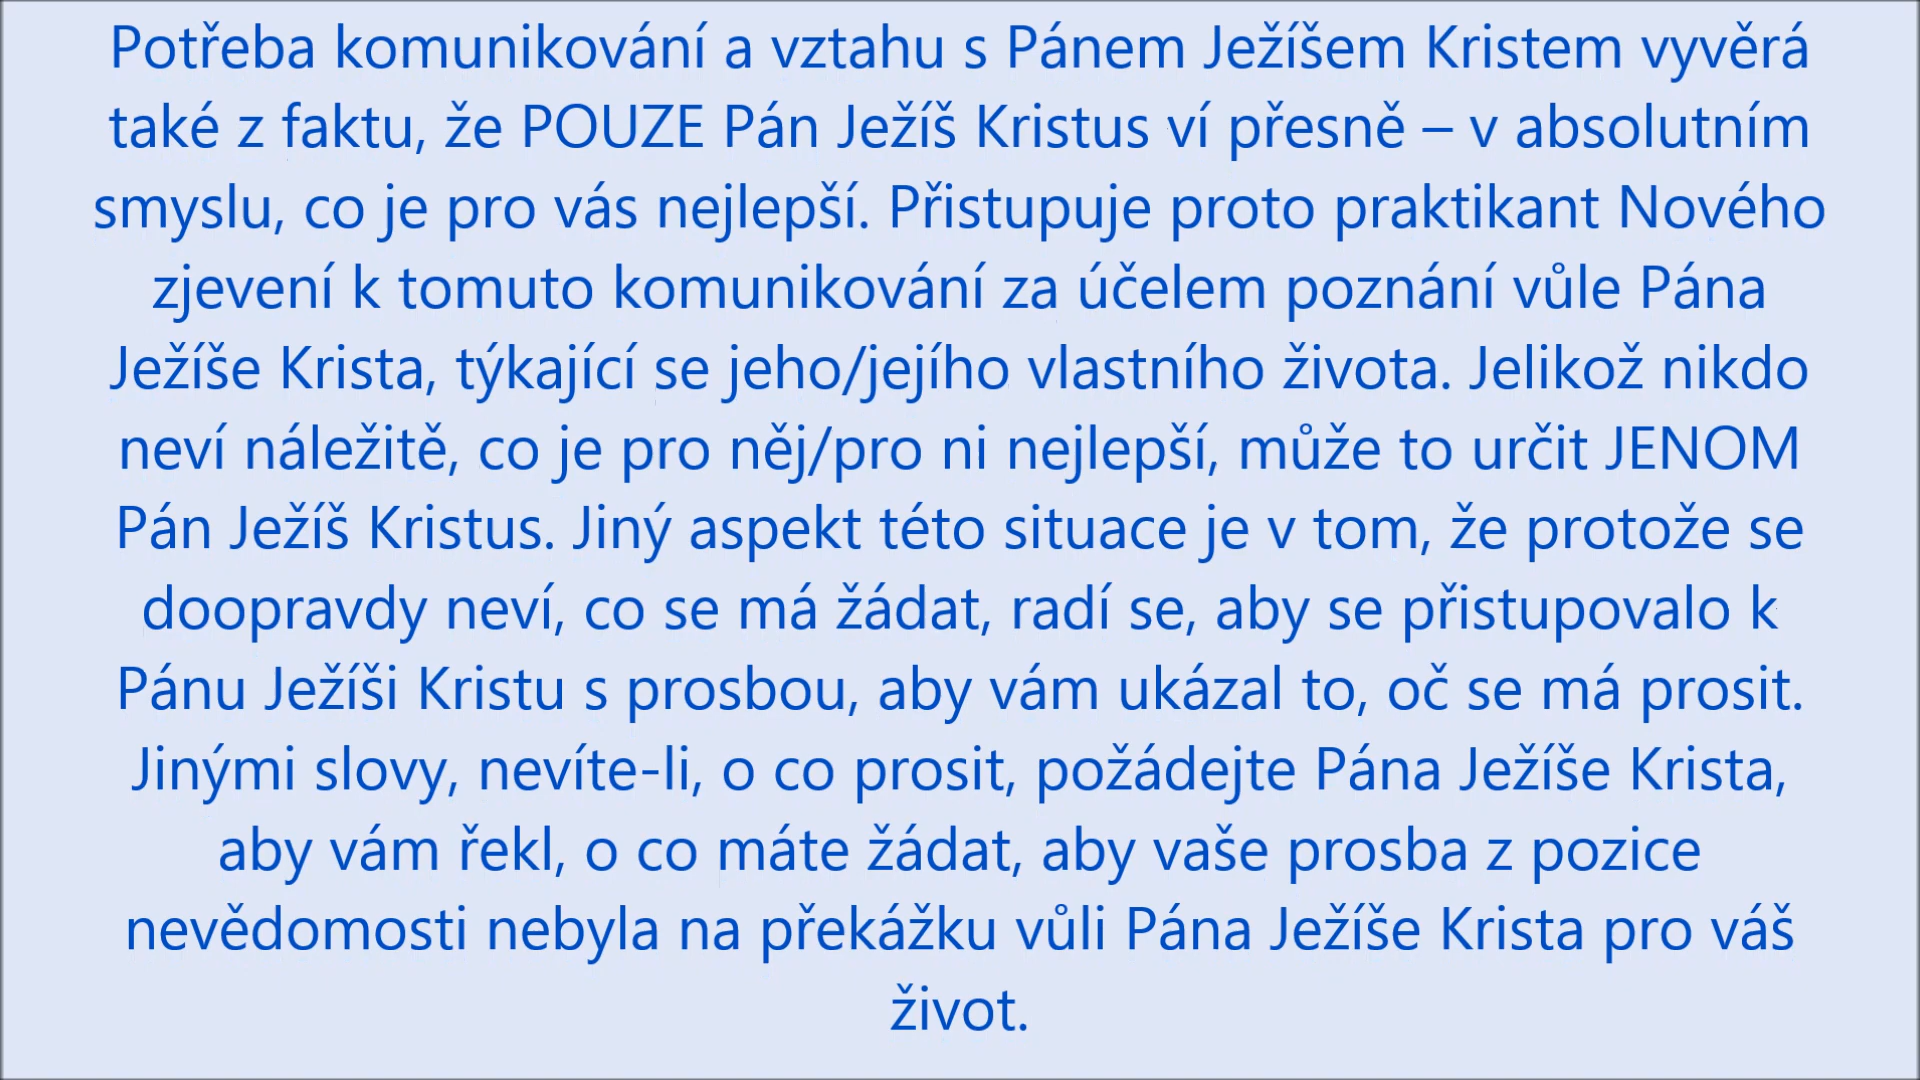 Potřeba komunikování a vztahu s Pánem Ježíšem Kristem vyvěrá
také z faktu, že POUZE Pán Ježíš Kristus ví přesně – v absolutním
smyslu, co je pro vás nejlepší. Přistupuje proto praktikant Nového
zjevení k tomuto komunikování za účelem poznání vůle Pána
Ježíše Krista, týkající se jeho/jejího vlastního života. Jelikož nikdo
neví náležitě, co je pro něj/pro ni nejlepší, může to určit JENOM
Pán Ježíš Kristus. Jiný aspekt této situace je v tom, že protože se
doopravdy neví, co se má žádat, radí se, aby se přistupovalo k
Pánu Ježíši Kristu s prosbou, aby vám ukázal to, oč se má prosit.
Jinými slovy, nevíte-li, o co prosit, požádejte Pána Ježíše Krista,
aby vám řekl, o co máte žádat, aby vaše prosba z pozice
nevědomosti nebyla na překážku vůli Pána Ježíše Krista pro váš
život.